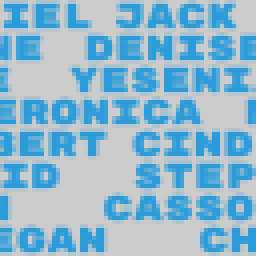 IEL JACK
NE DENISE
E YESENI
ERONICA
BERT CIND
ID STEP
CASSO
EGAN CH